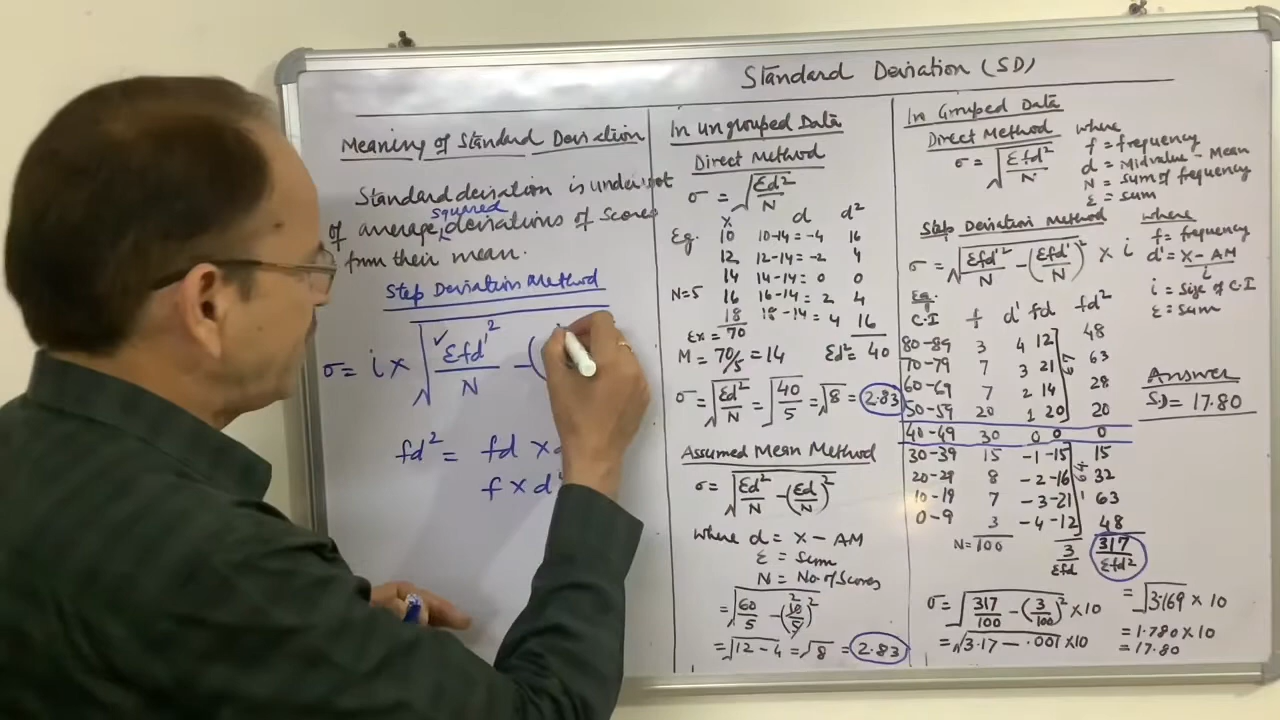 Standard Deviation (SD)
Meaning of Standard Deviation
Standard deviation is under root
squared
of average deviations of scores
from their mean.
Step Deviation Method
σ = i × √ Σfd'² / N - (
fd² = fd ×
f × d'
In ungrouped Data
Direct Method
σ = √ Σd² / N
x d d²
Eg. 10 10-14 = -4 16
12 12-14 = -2 4
14 14-14 = 0 0
N=5 16 16-14 = 2 4
18 18-14 = 4 16
Σx = 70
M = 70/5 = 14 Σd² = 40
σ = √ Σd² / N = √ 40 / 5 = √8 = 2.83
Assumed Mean Method
σ = √ Σd² / N - (Σd / N)²
where d = X - AM
Σ = Sum
N = No. of Scores
= √ 60 / 5 - (10 / 5)² 2
= √12 - 4 = √8 = 2.83
In Grouped Data
Direct Method
σ = √ Σfd² / N
where
f = frequency
d = Midvalue - Mean
N = sum of frequency
Σ = sum
Step Deviation Method
σ = √ Σfd'² / N - (Σfd' / N)² × i
where
f = frequency
d' = X - AM / i
i = Size of C.I
Σ = sum
Eg.
C.I f d' fd fd²
80-89 3 4 12 48
70-79 7 3 21 63
60-69 7 2 14 28
50-59 20 1 20 20
40-49 30 0 0 0
30-39 15 -1 -15 15
20-29 8 -2 -16 32
10-19 7 -3 -21 63
0-9 3 -4 -12 48
N=100 3 / Σfd 317 / Σfd²
Answer
SD = 17.80
σ = √ 317 / 100 - (3 / 100)² × 10
= √3.17 - .001 × 10
= √3.169 × 10
= 1.780 × 10
= 17.80